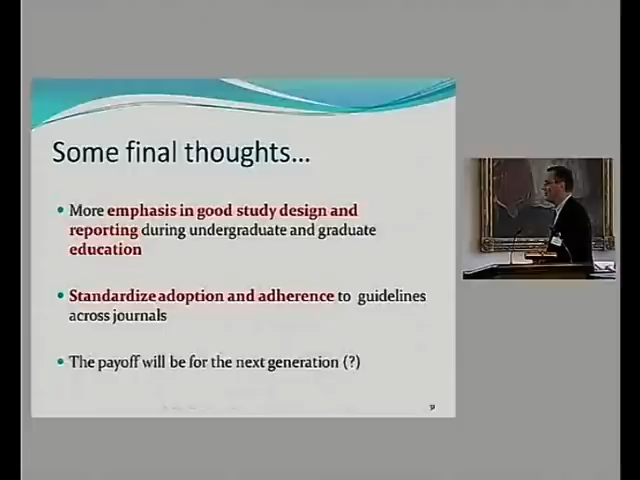 Some final thoughts...
• More emphasis in good study design and
reporting during undergraduate and graduate
education
• Standardize adoption and adherence to guidelines
across journals
• The payoff will be for the next generation (?)